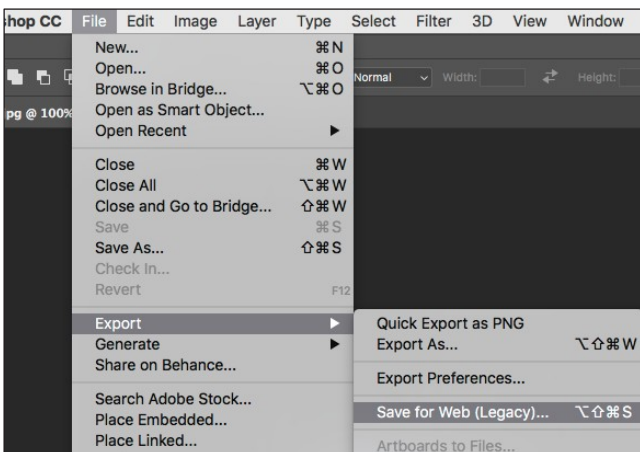 shop CC File Edit Image Layer Type Select Filter 3D View Window
Normal Width: Height:
jpg @ 100%
New... ⌘N
Open... ⌘O
Browse in Bridge... ⌥⌘O
Open as Smart Object...
Open Recent ▶
Close ⌘W
Close All ⌥⌘W
Close and Go to Bridge... ⇧⌘W
Save ⌘S
Save As... ⇧⌘S
Check In...
Revert F12
Export ▶
Generate ▶
Share on Behance...
Search Adobe Stock...
Place Embedded...
Place Linked...
Quick Export as PNG
Export As... ⌥⇧⌘W
Export Preferences...
Save for Web (Legacy)... ⌥⇧⌘S
Artboards to Files...